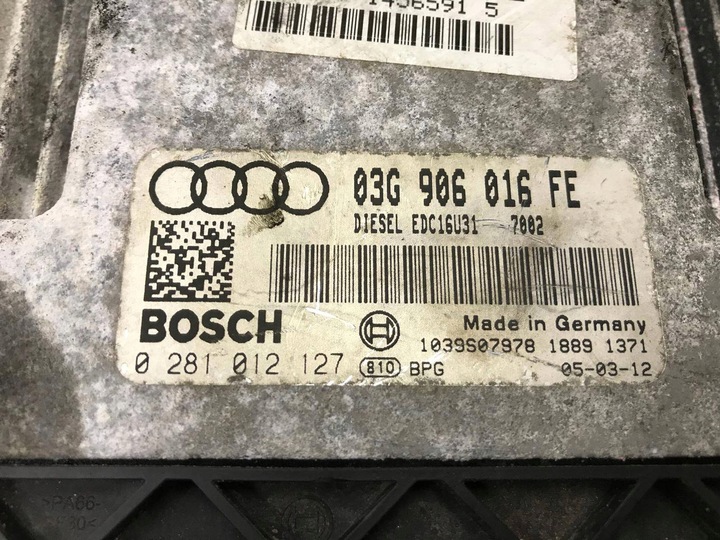 1436591 5
03G 906 016 FE
DIESEL EDC16U31 7002
BOSCH
Made in Germany
1039S07978 1889 1371
0 281 012 127 810 BPG 05-03-12
>PA66-